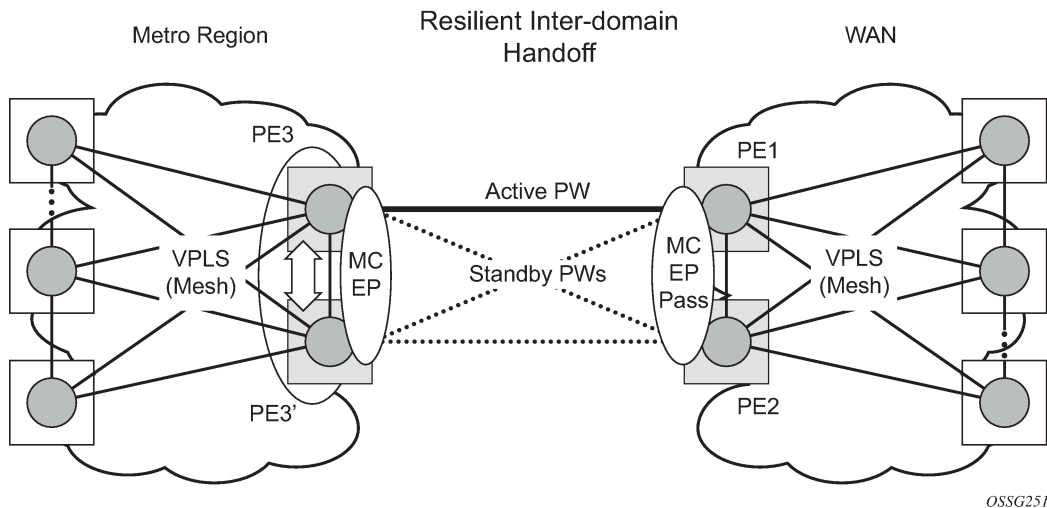 Resilient Inter-domain
Handoff
Metro Region
WAN
PE3
PE1
Active PW
VPLS
(Mesh)
MC
EP
Standby PWs
MC
EP
Pass
VPLS
(Mesh)
PE3’
PE2
OSSG251